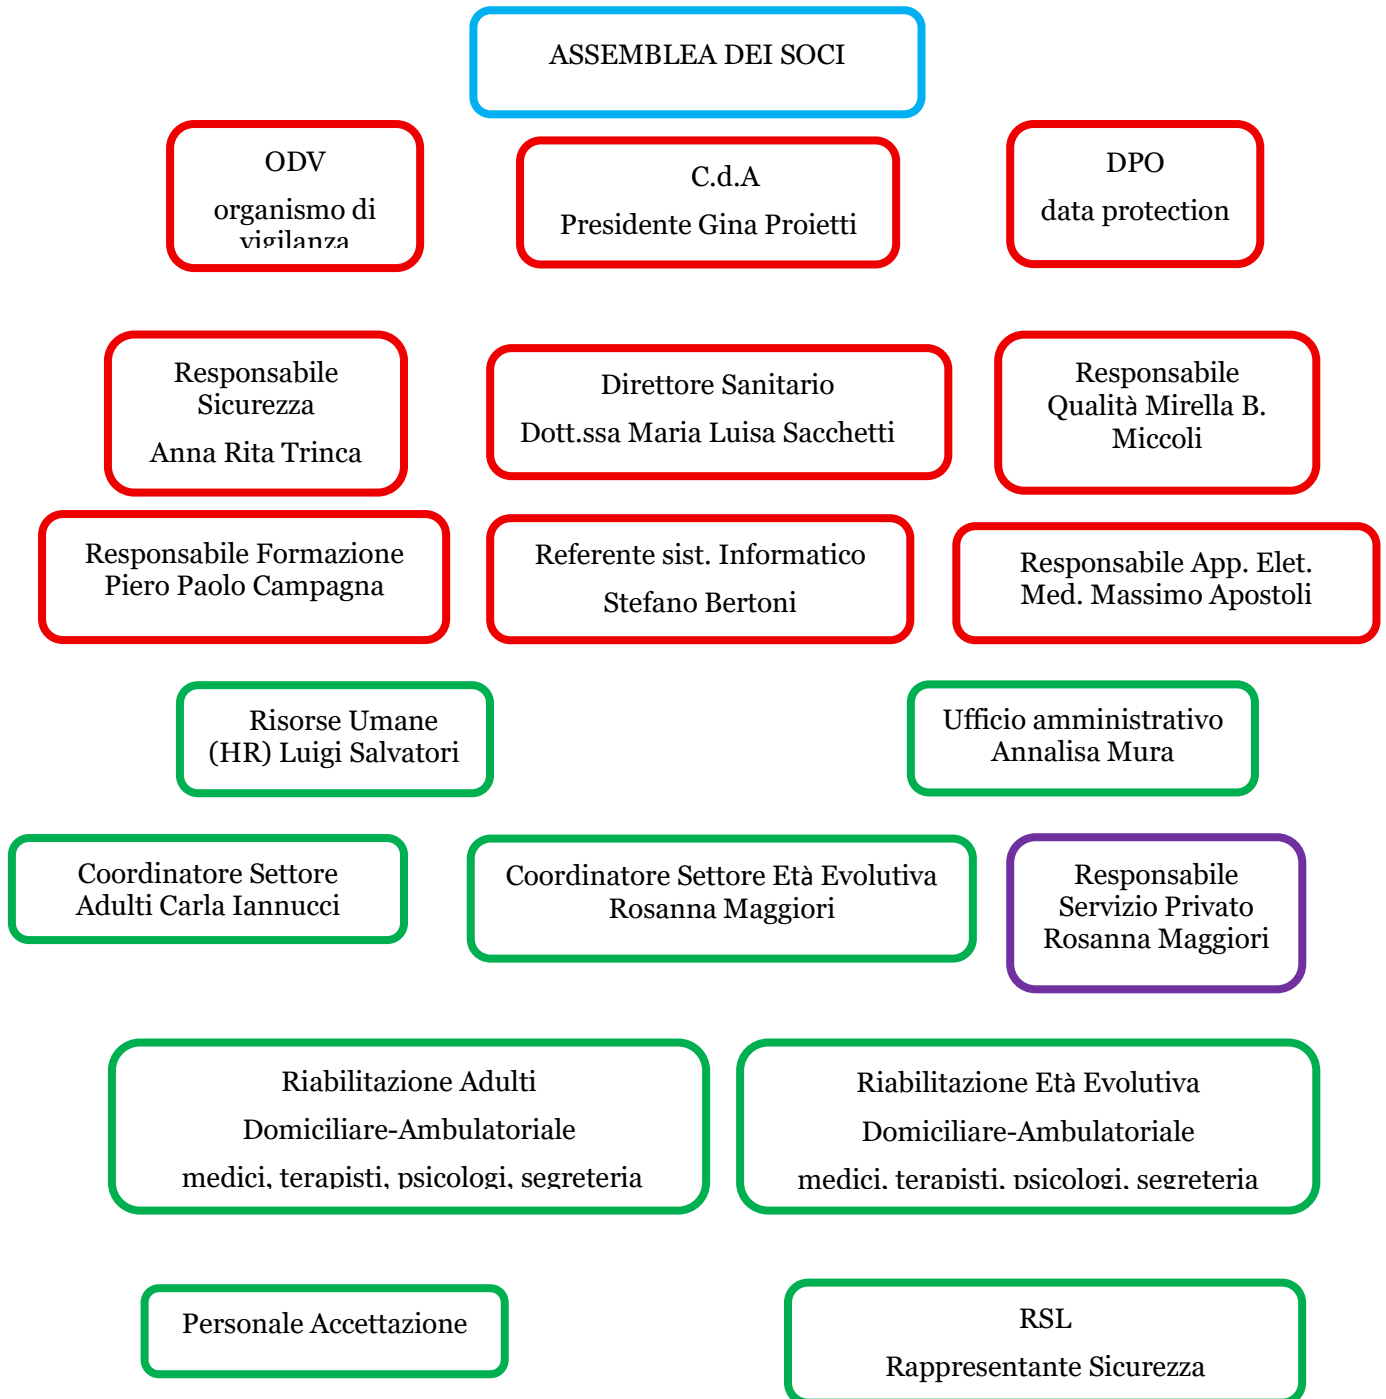 ASSEMBLEA DEI SOCI
ODV
organismo di
vigilanza
C.d.A
Presidente Gina Proietti
DPO
data protection
Responsabile
Sicurezza
Anna Rita Trinca
Direttore Sanitario
Dott.ssa Maria Luisa Sacchetti
Responsabile
Qualità Mirella B.
Miccoli
Responsabile Formazione
Piero Paolo Campagna
Referente sist. Informatico
Stefano Bertoni
Responsabile App. Elet.
Med. Massimo Apostoli
Risorse Umane
(HR) Luigi Salvatori
Ufficio amministrativo
Annalisa Mura
Coordinatore Settore
Adulti Carla Iannucci
Coordinatore Settore Età Evolutiva
Rosanna Maggiori
Responsabile
Servizio Privato
Rosanna Maggiori
Riabilitazione Adulti
Domiciliare-Ambulatoriale
medici, terapisti, psicologi, segreteria
Riabilitazione Età Evolutiva
Domiciliare-Ambulatoriale
medici, terapisti, psicologi, segreteria
Personale Accettazione
RSL
Rappresentante Sicurezza